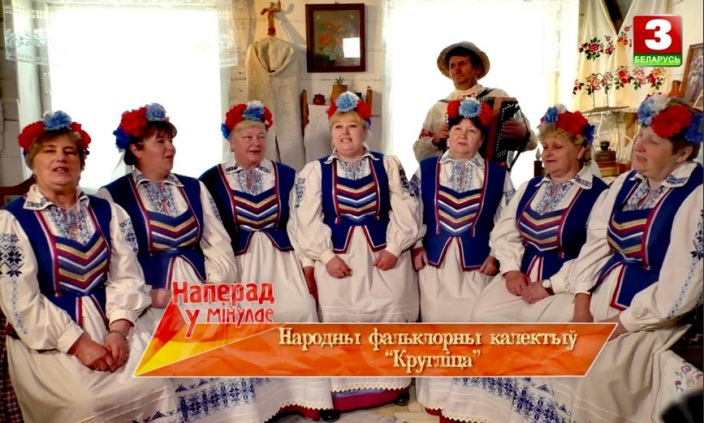 3
БЕЛАРУСЬ
Наперад
у мінулае
Народны фальклорны калектыў
“Кругліца”